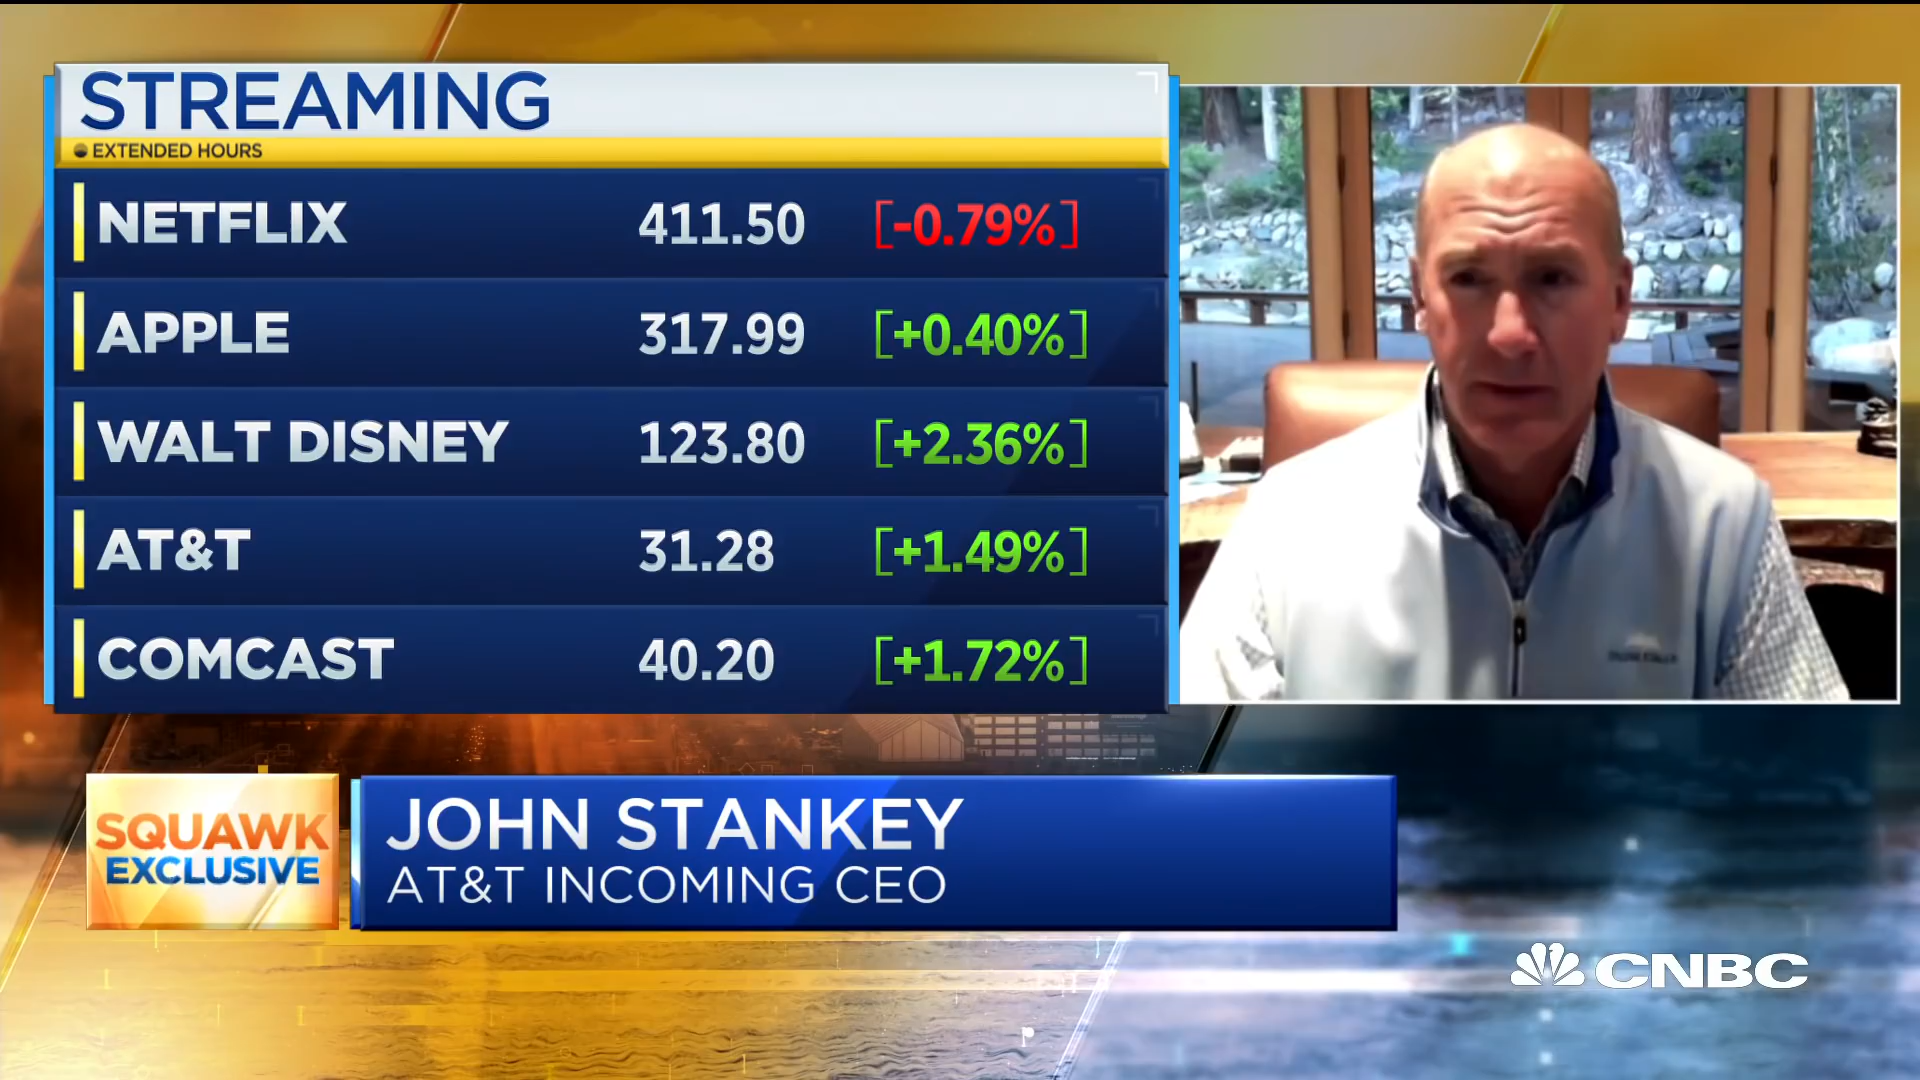 STREAMING
EXTENDED HOURS
NETFLIX 411.50 [-0.79%]
APPLE 317.99 [+0.40%]
WALT DISNEY 123.80 [+2.36%]
AT&T 31.28 [+1.49%]
COMCAST 40.20 [+1.72%]
SQUAWK
EXCLUSIVE
JOHN STANKEY
AT&T INCOMING CEO
CNBC